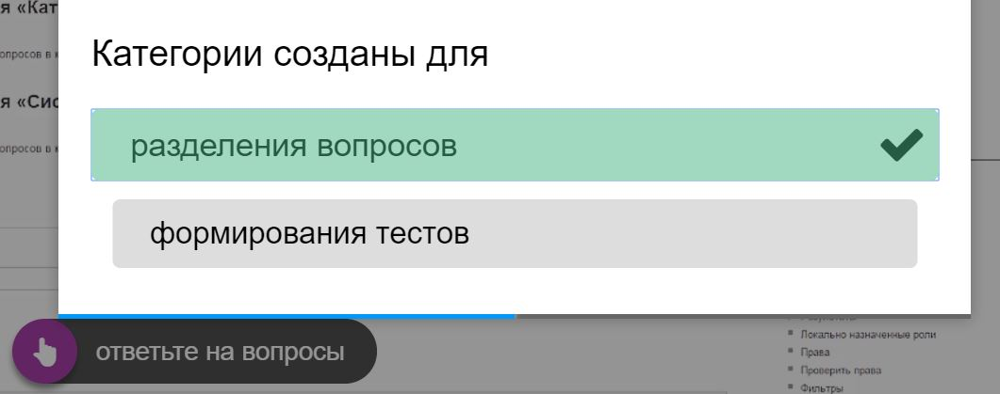 я «Кат
Категории созданы для
опросов в к
я «Сис
разделения вопросов
опросов в к
формирования тестов
ответьте на вопросы
Результаты
Локально назначенные роли
Права
Проверить права
Фильтры